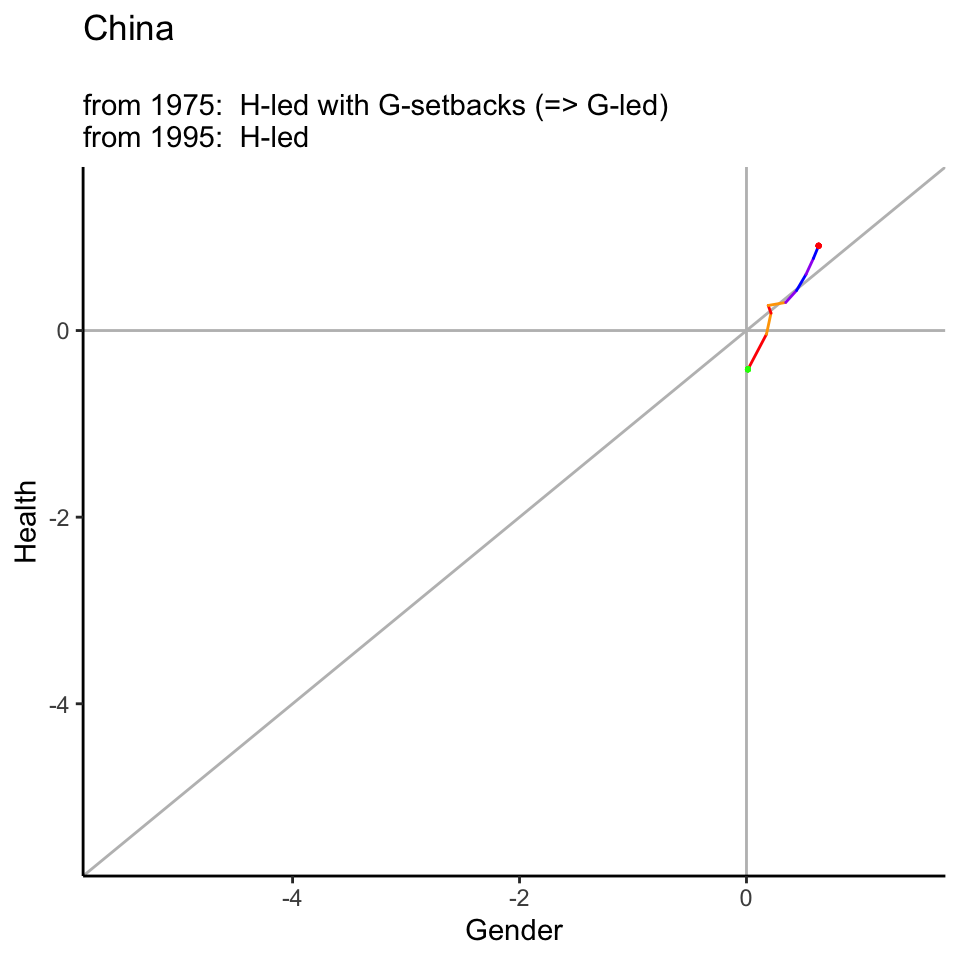 China
from 1975:  H-led with G-setbacks (=> G-led)
from 1995:  H-led
Health
0
-2
-4
-4
-2
0
Gender